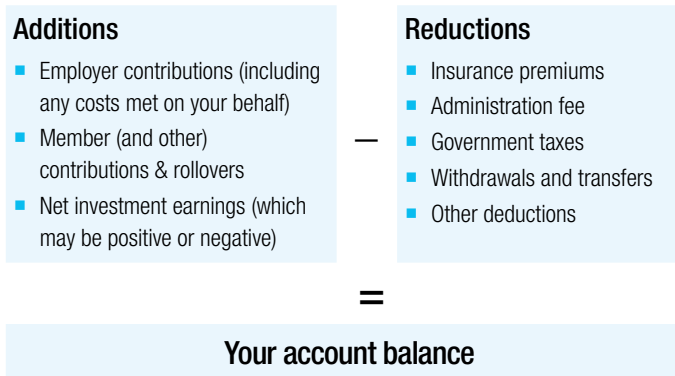 Additions
■ Employer contributions (including
any costs met on your behalf)
■ Member (and other)
contributions & rollovers
■ Net investment earnings (which
may be positive or negative)
–
Reductions
■ Insurance premiums
■ Administration fee
■ Government taxes
■ Withdrawals and transfers
■ Other deductions
=
Your account balance